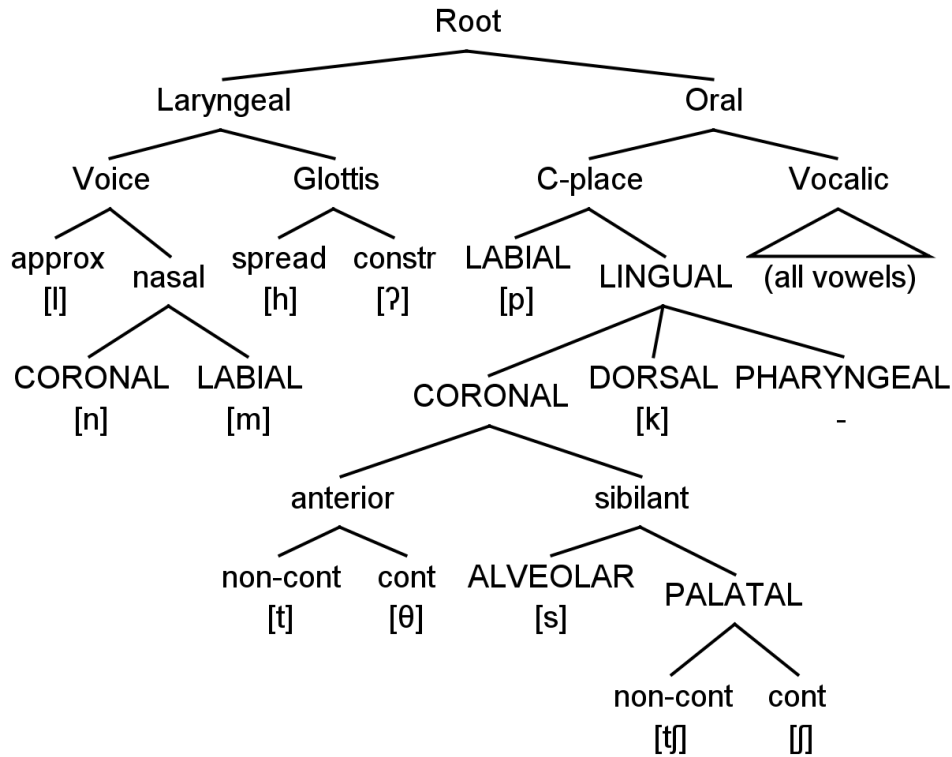 Root
Laryngeal Oral
Voice Glottis C-place Vocalic
approx nasal spread constr LABIAL LINGUAL (all vowels)
[l] [h] [ʔ] [p]
CORONAL LABIAL CORONAL DORSAL PHARYNGEAL
[n] [m] [k] -
anterior sibilant
non-cont cont ALVEOLAR PALATAL
[t] [θ] [s]
non-cont cont
[tʃ] [ʃ]